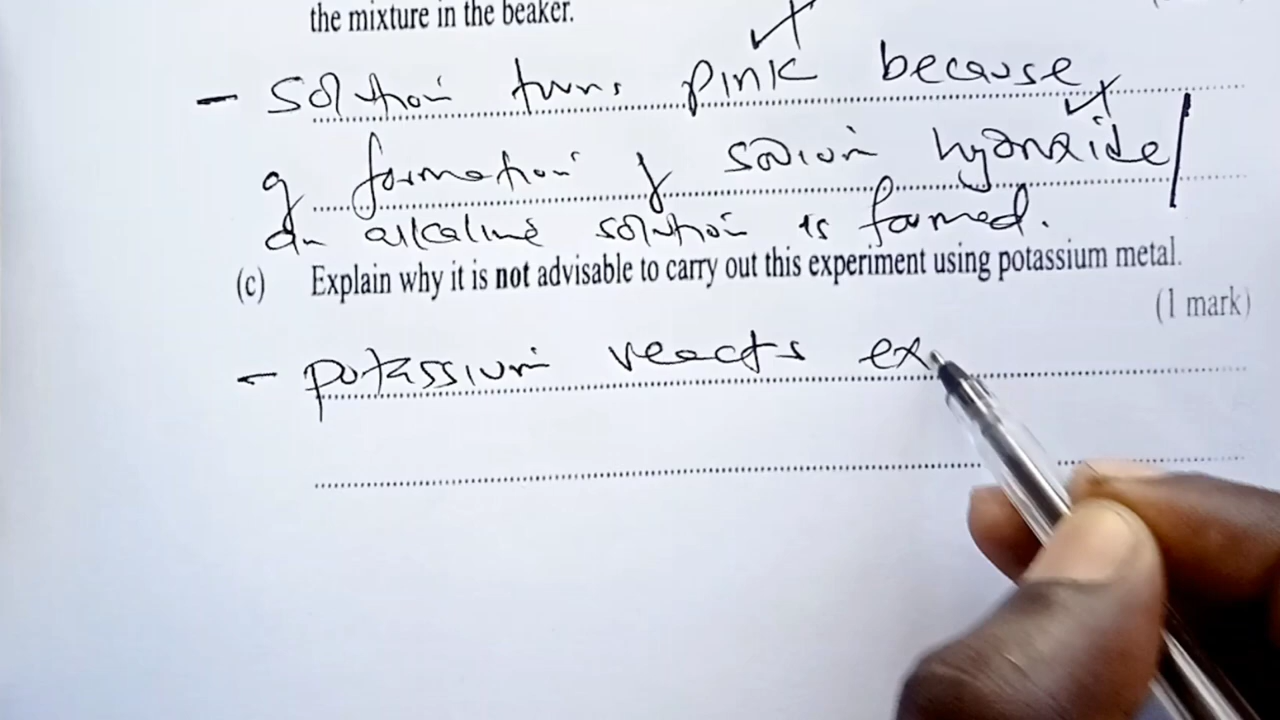 the mixture in the beaker.
- Solution turns pink because
of formation of sodium hydroxide/
an alkaline solution is formed.
(c) Explain why it is not advisable to carry out this experiment using potassium metal.
(1 mark)
- potassium reacts ex